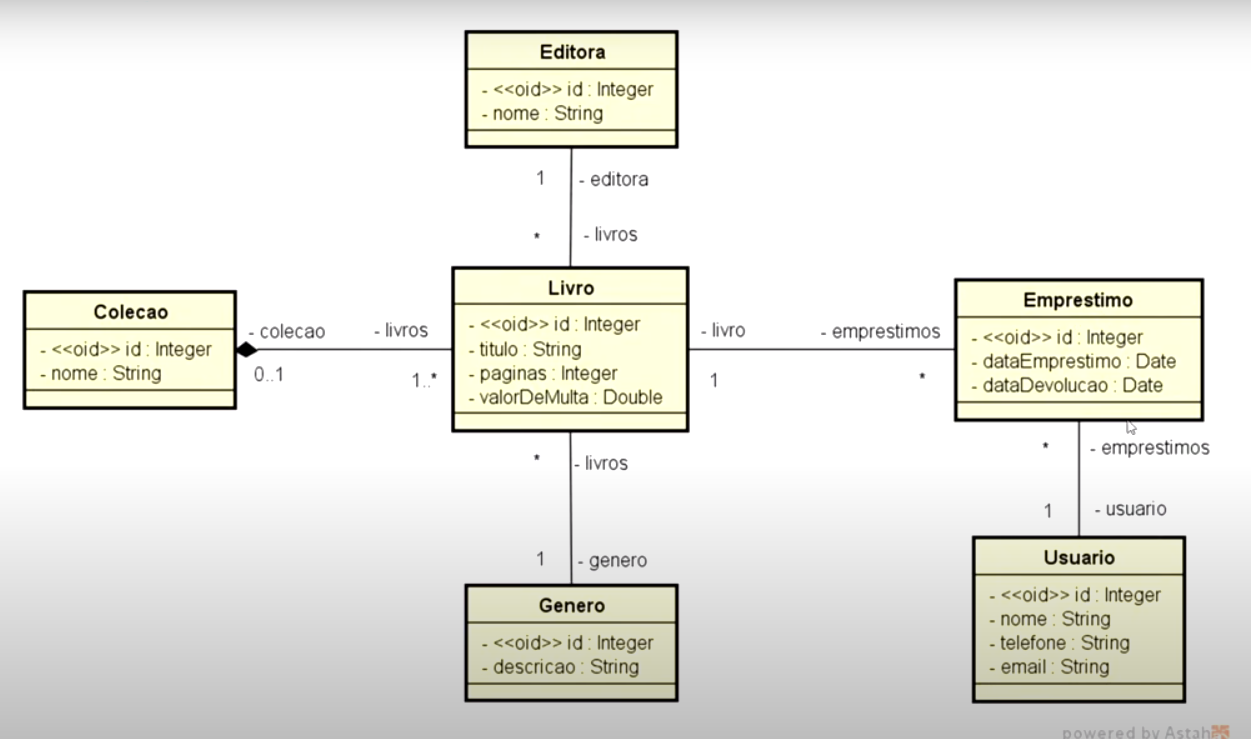 Editora
- <<oid>> id : Integer
- nome : String
1
- editora
*
- livros
Colecao
- <<oid>> id : Integer
- nome : String
- colecao
- livros
0..1
1..*
Livro
- <<oid>> id : Integer
- titulo : String
- paginas : Integer
- valorDeMulta : Double
- livro
- emprestimos
1
*
Emprestimo
- <<oid>> id : Integer
- dataEmprestimo : Date
- dataDevolucao : Date
*
- livros
1
- genero
*
- emprestimos
1
- usuario
Genero
- <<oid>> id : Integer
- descricao : String
Usuario
- <<oid>> id : Integer
- nome : String
- telefone : String
- email : String
powered by Astah